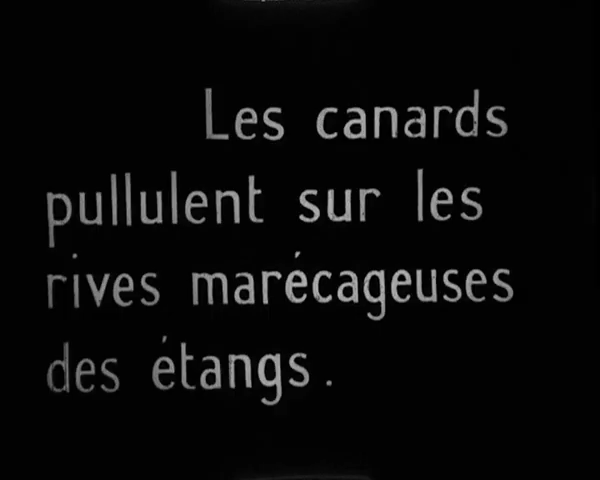 Les canards
pullulent sur les
rives marécageuses
des étangs.